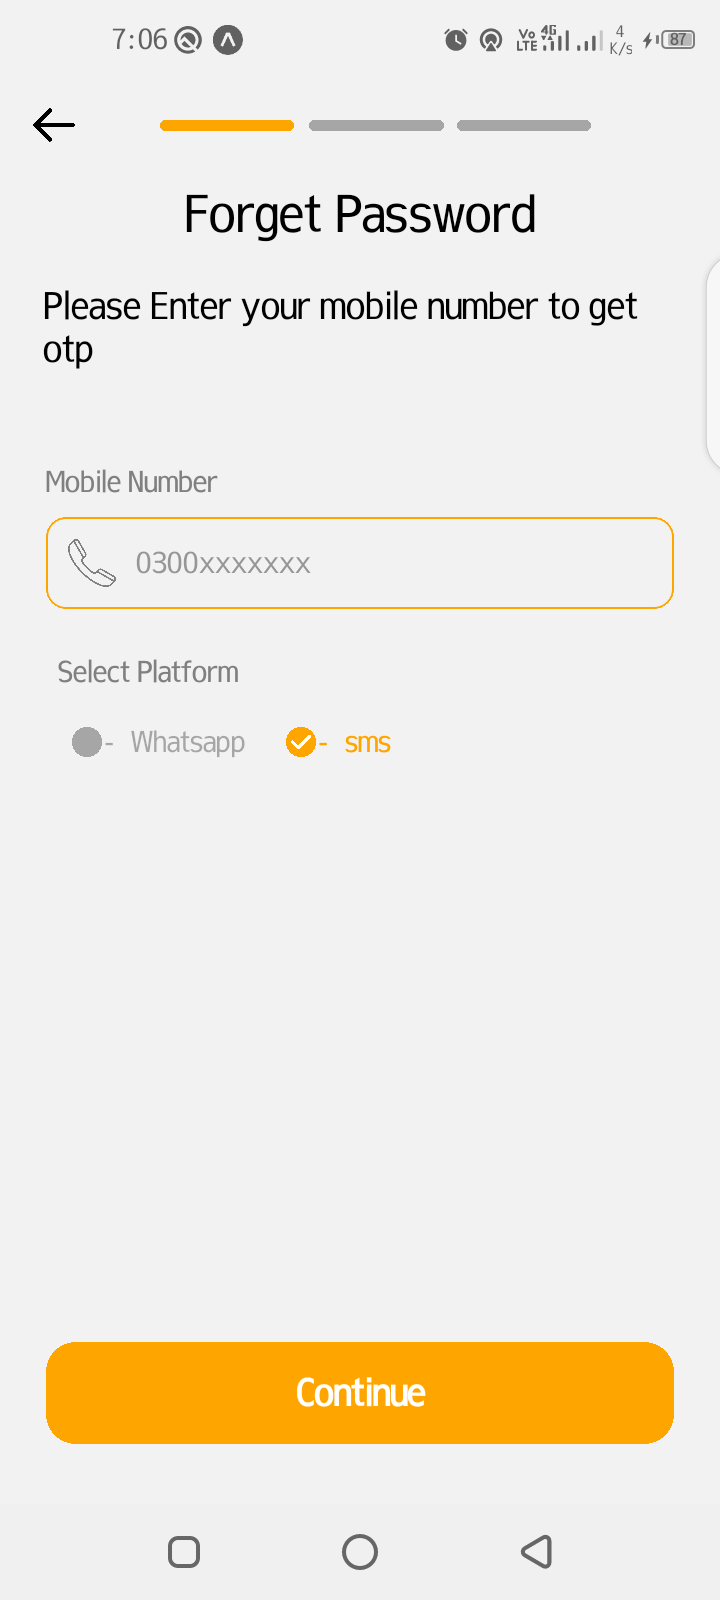 7:06 Vo LTE 4G 4 K/s 87
Forget Password
Please Enter your mobile number to get
otp
Mobile Number
0300xxxxxxx
Select Platform
- Whatsapp - sms
Continue